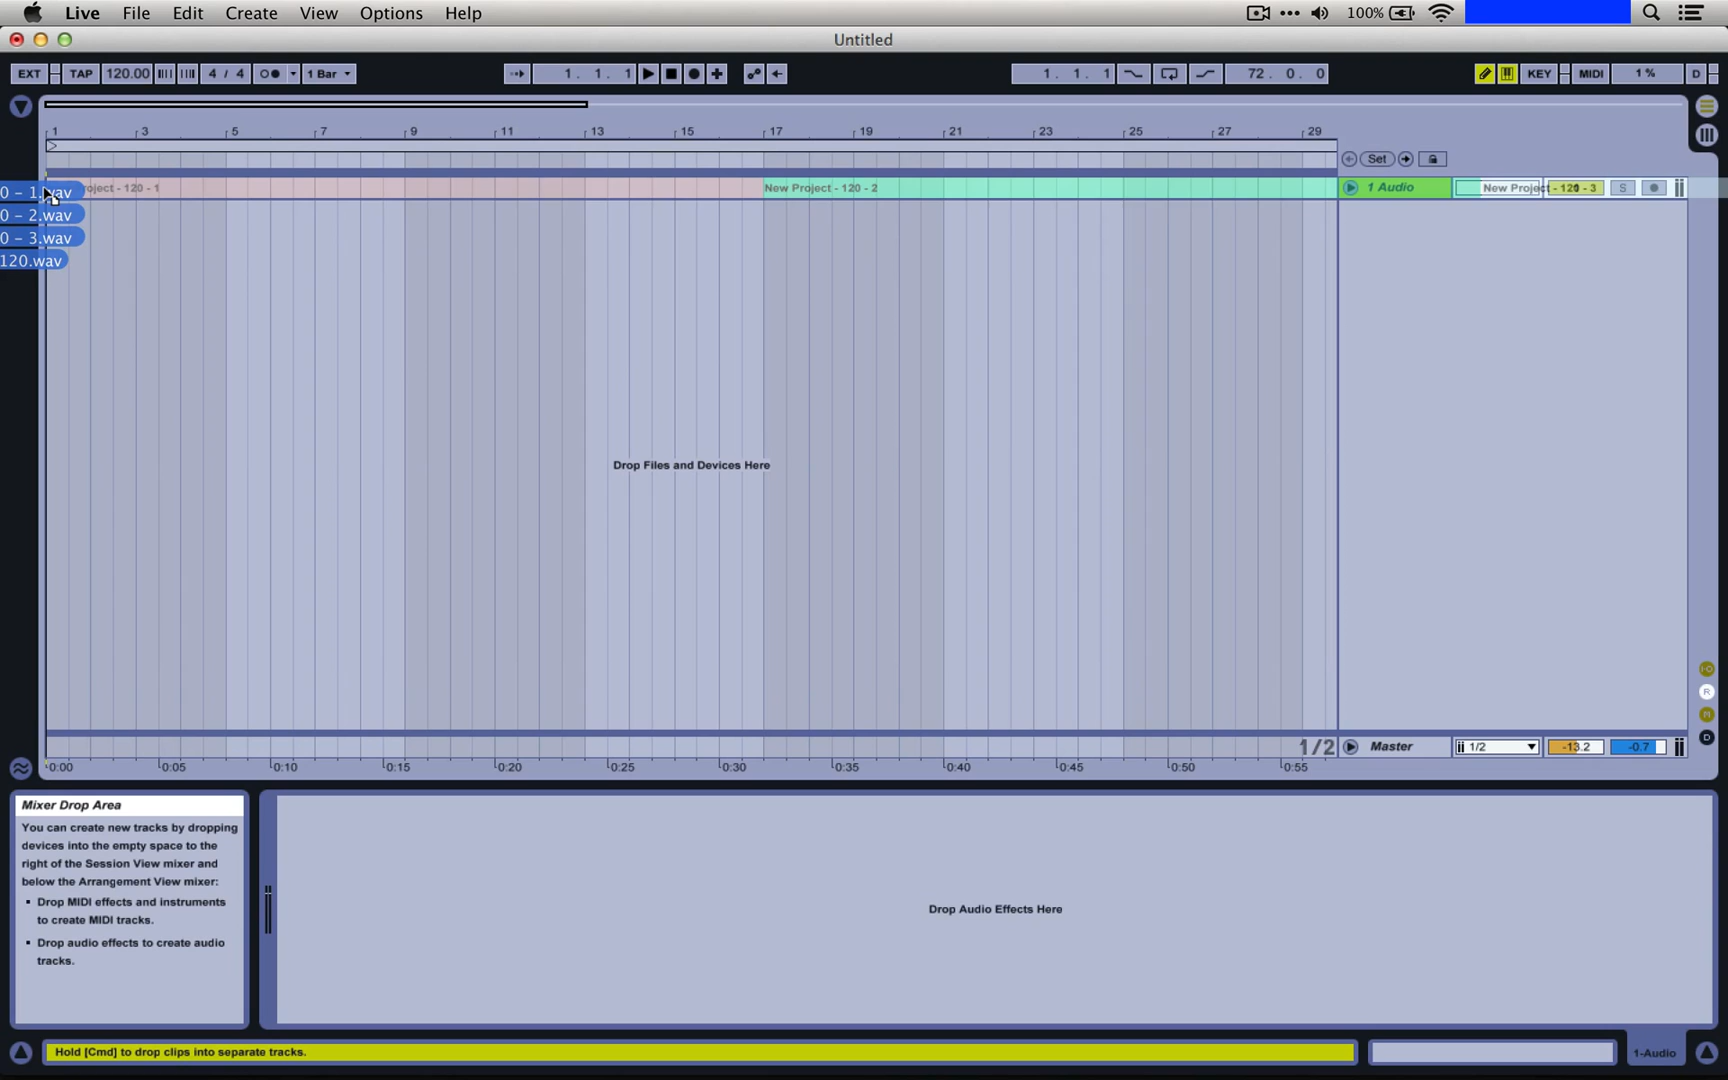 Live File Edit Create View Options Help
100%
Untitled
EXT TAP 120.00 4 / 4 1 Bar 1. 1. 1 1. 1. 1 72. 0. 0 KEY MIDI 1 % D
1 3 5 7 9 11 13 15 17 19 21 23 25 27 29
Set
0 – 1.wav
oject - 120 - 1
New Project - 120 - 2
1 Audio
New Project - 120 - 3
S
0 – 2.wav
0 – 3.wav
120.wav
Drop Files and Devices Here
I-O
R
M
D
1/2
Master
1/2
-13.2
-0.7
0:00 0:05 0:10 0:15 0:20 0:25 0:30 0:35 0:40 0:45 0:50 0:55
Mixer Drop Area
You can create new tracks by dropping
devices into the empty space to the
right of the Session View mixer and
below the Arrangement View mixer:
▪ Drop MIDI effects and instruments
to create MIDI tracks.
▪ Drop audio effects to create audio
tracks.
Drop Audio Effects Here
Hold [Cmd] to drop clips into separate tracks.
1-Audio